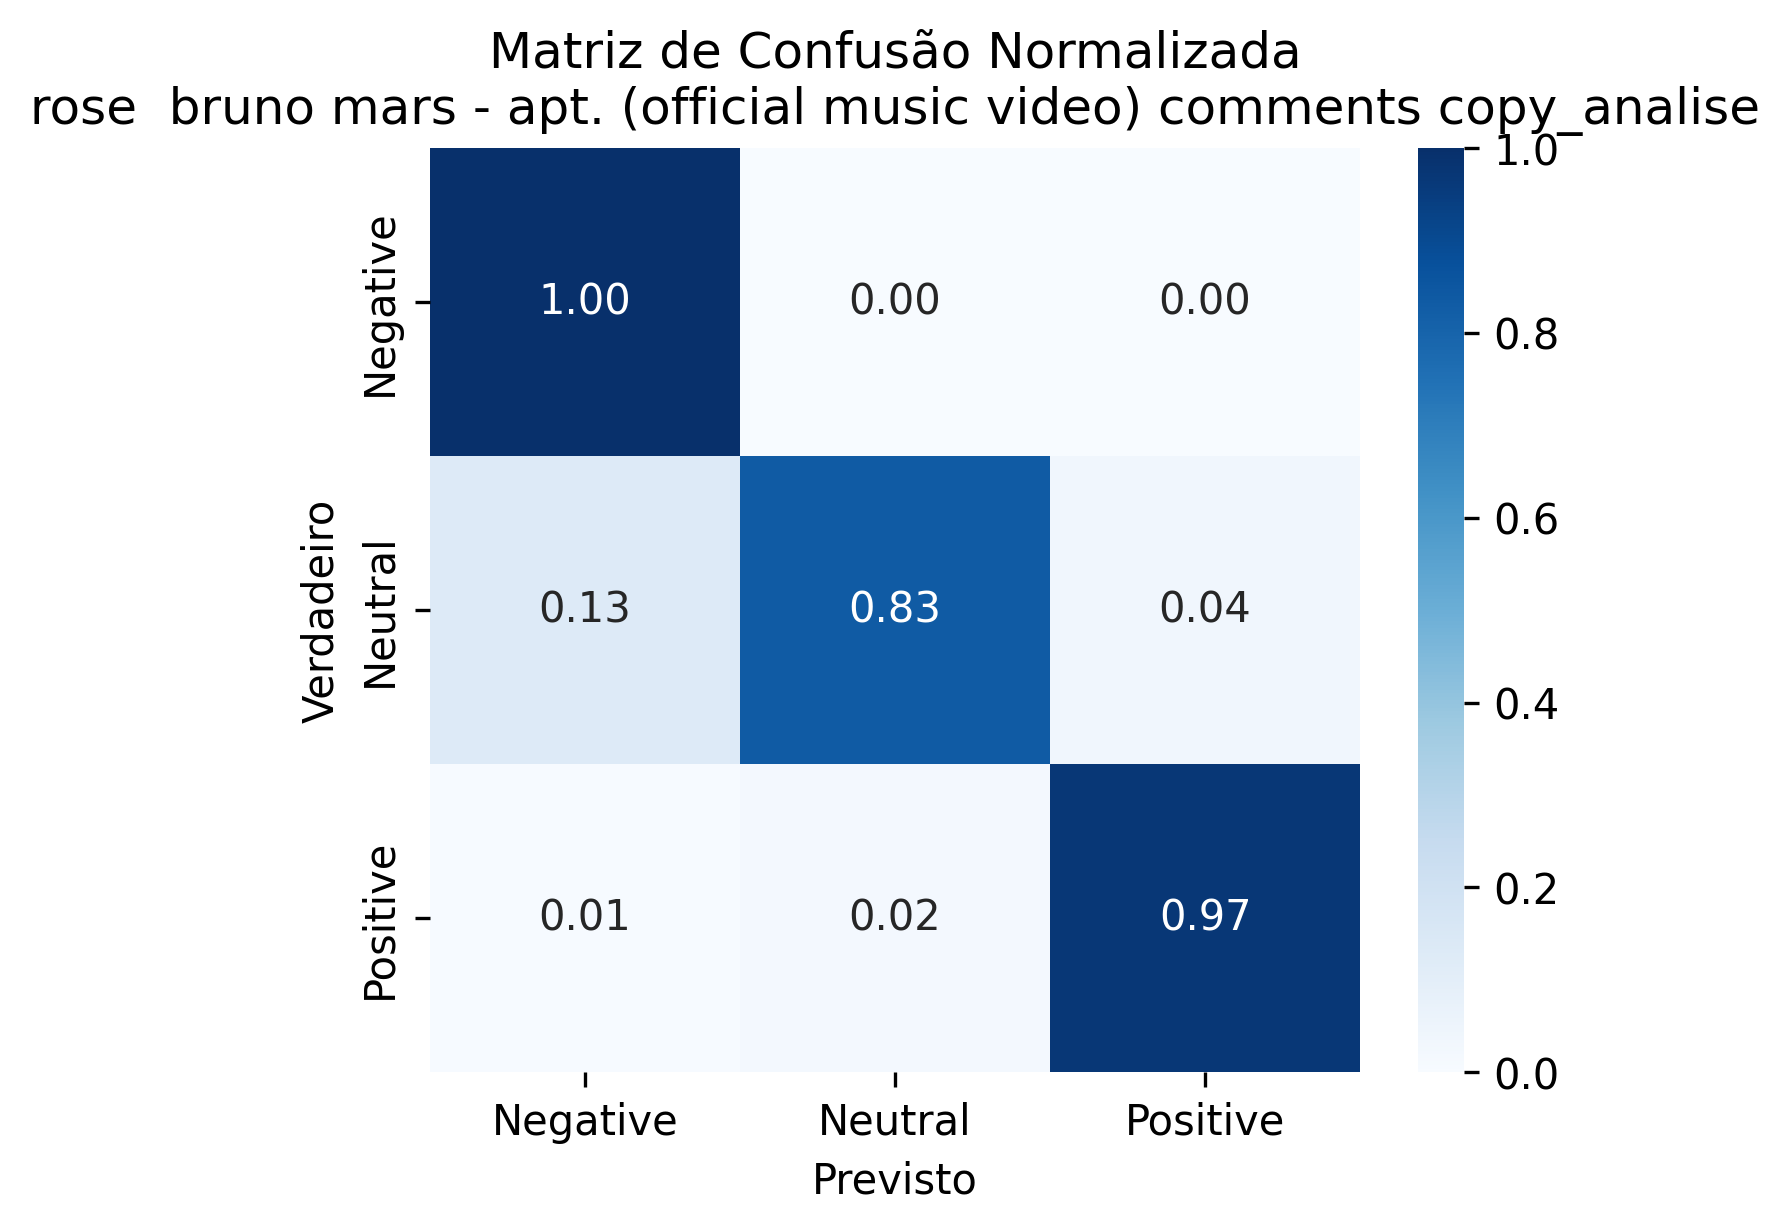 Matriz de Confusão Normalizada
rose  bruno mars - apt. (official music video) comments copy_analise
1.0
Negative
1.00 0.00 0.00
0.8
0.6
Verdadeiro
Neutral
0.13 0.83 0.04
0.4
0.2
Positive
0.01 0.02 0.97
0.0
Negative Neutral Positive
Previsto